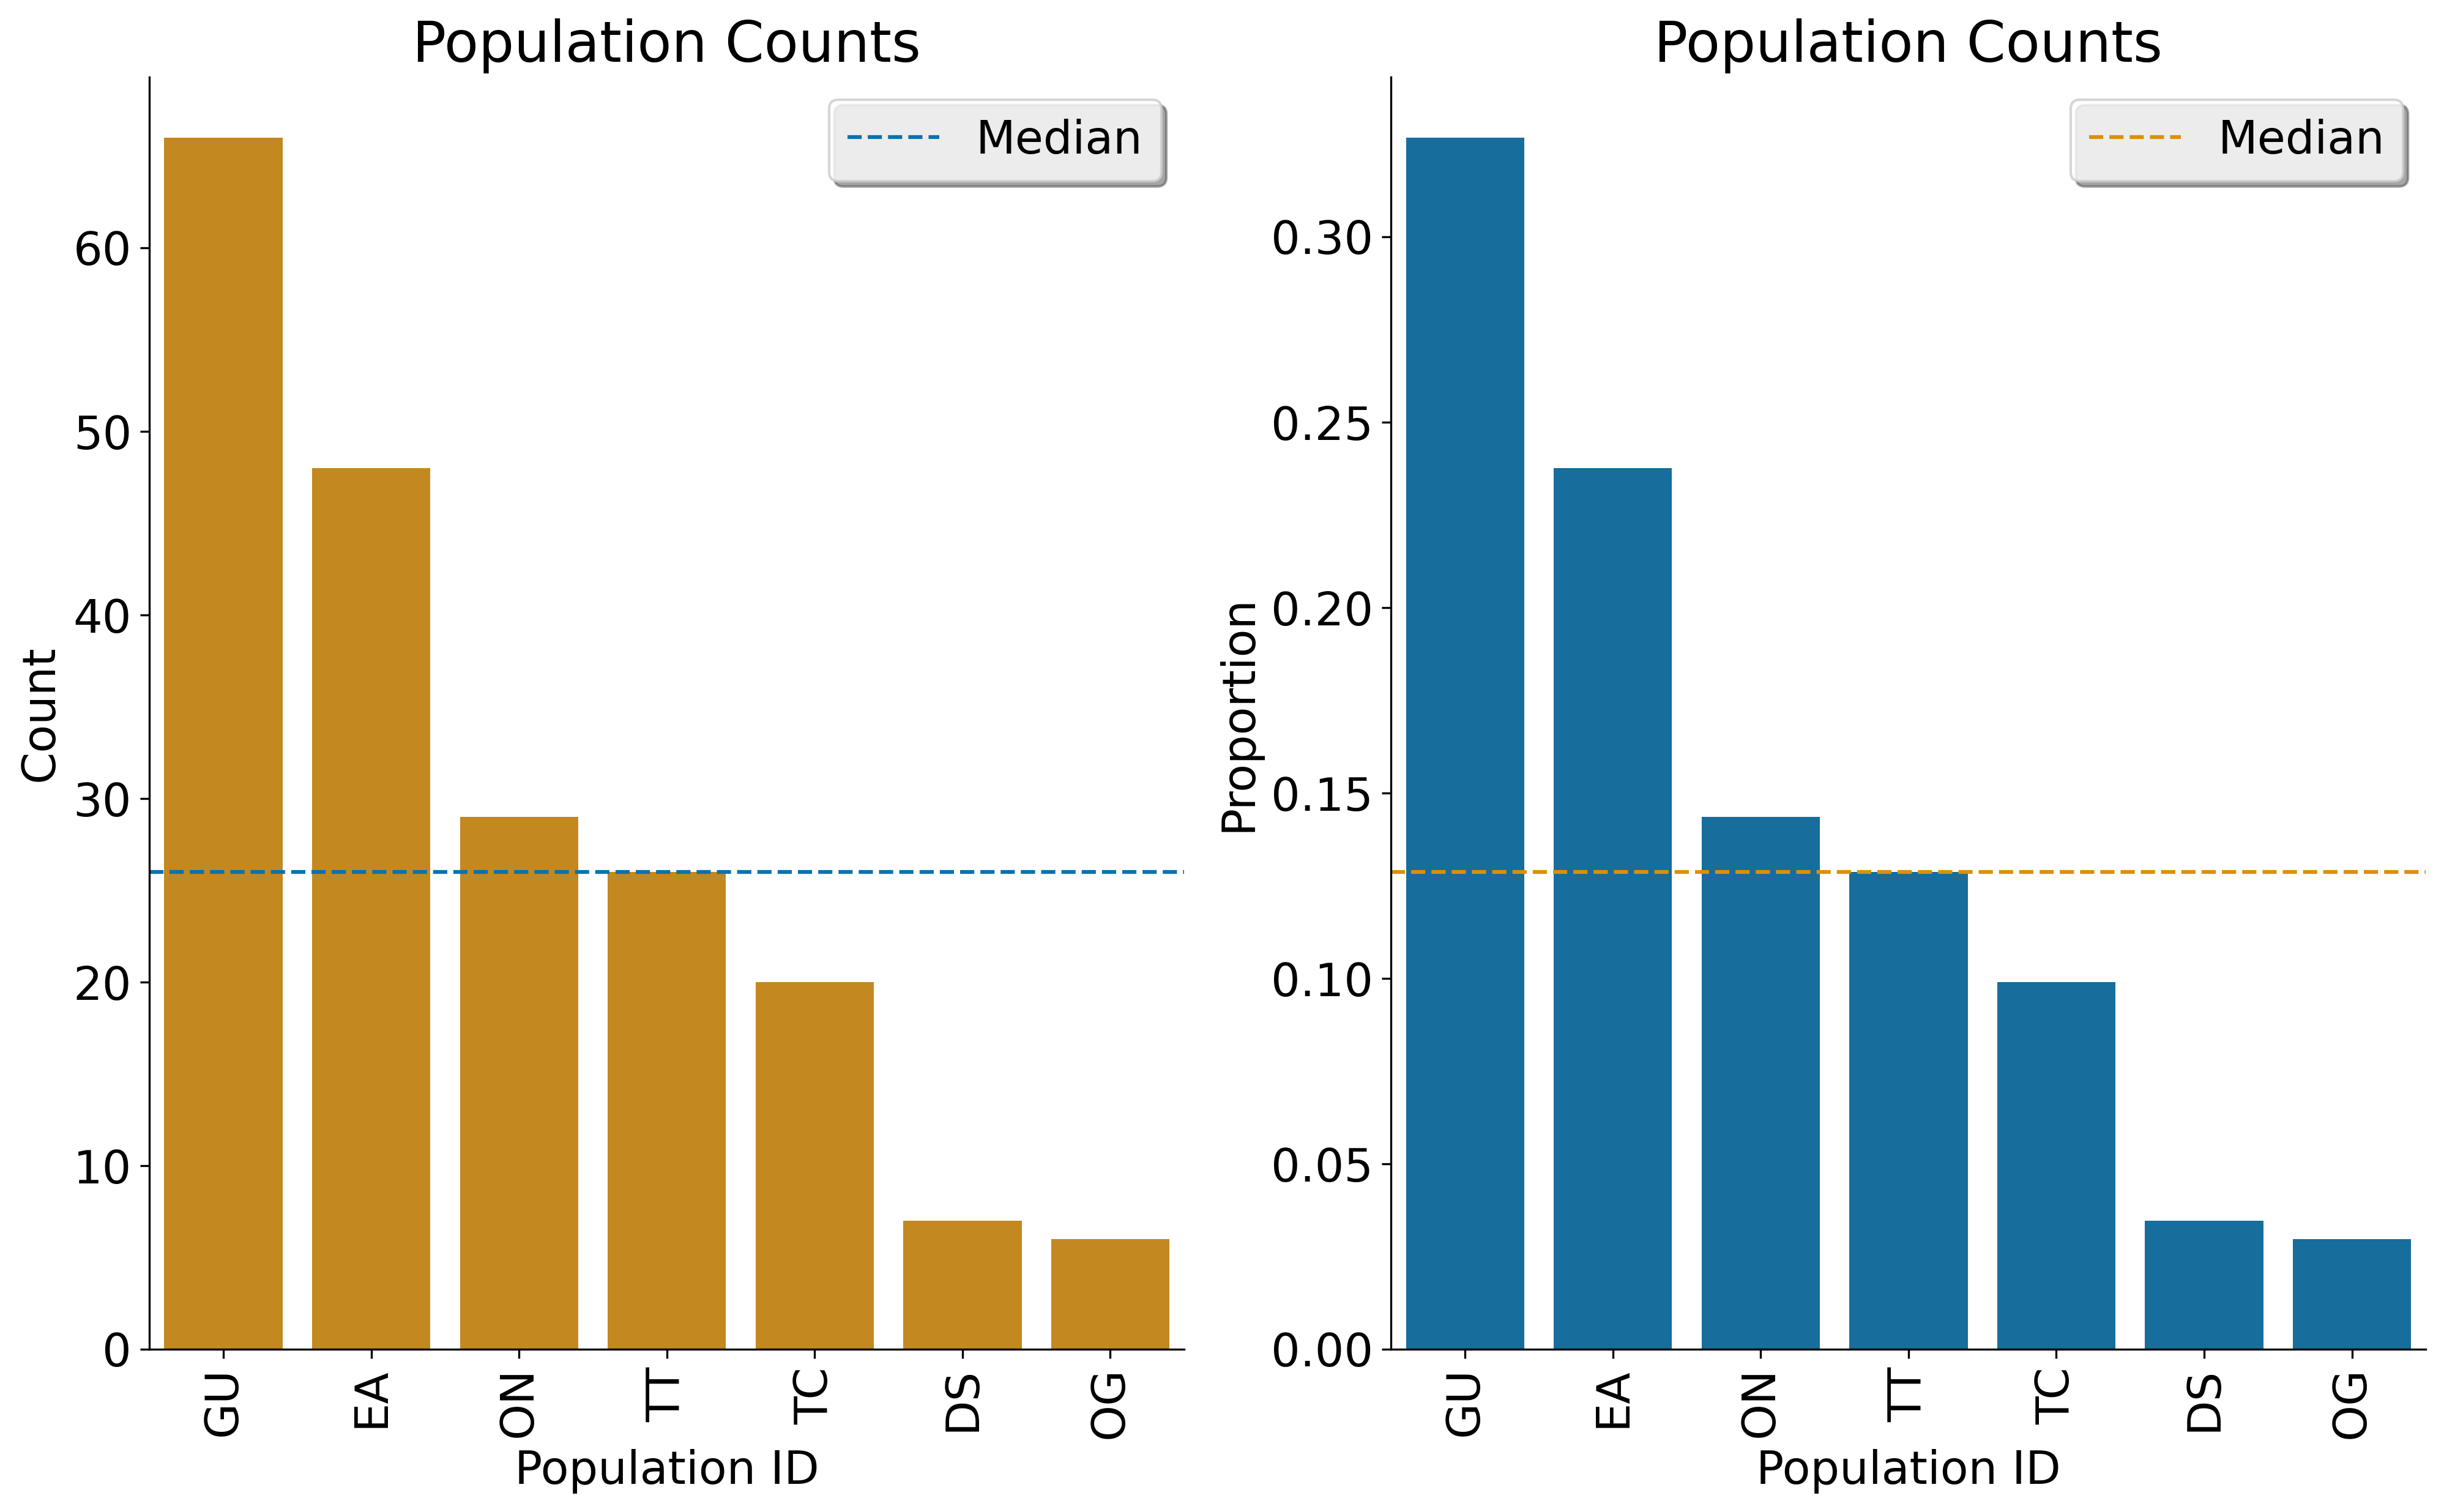 Population Counts
Median
60
50
40
30
20
10
0
Count
GU
EA
ON
TT
TC
DS
OG
Population ID
Population Counts
Median
0.30
0.25
0.20
0.15
0.10
0.05
0.00
Proportion
GU
EA
ON
TT
TC
DS
OG
Population ID